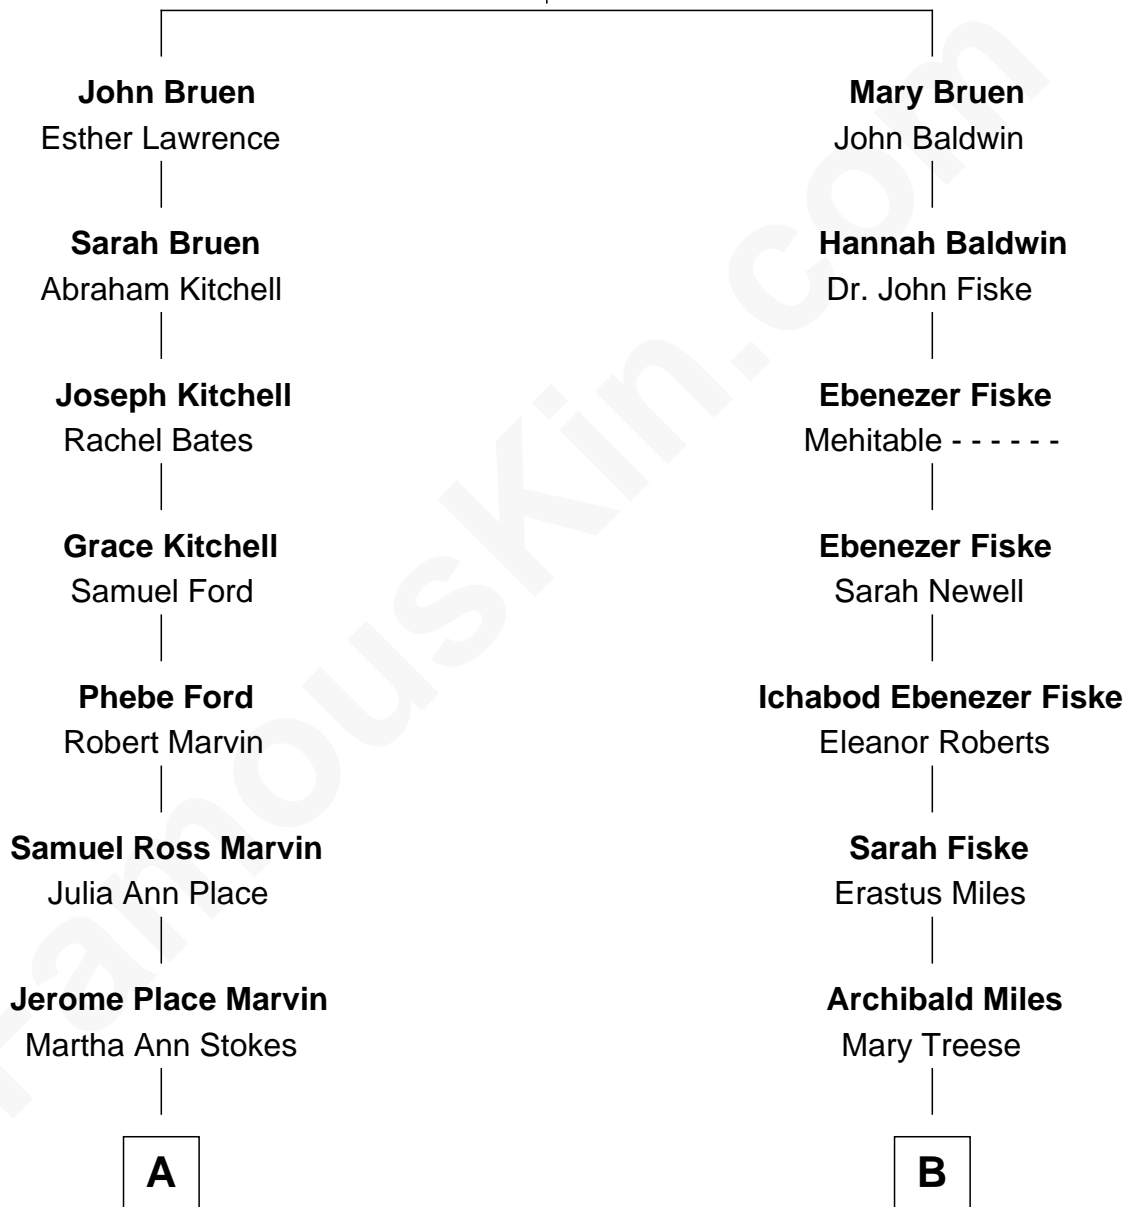 John Bruen
Esther Lawrence
Sarah Bruen
Abraham Kitchell
Joseph Kitchell
Rachel Bates
Grace Kitchell
Samuel Ford
Phebe Ford
Robert Marvin
Samuel Ross Marvin
Julia Ann Place
Jerome Place Marvin
Martha Ann Stokes
A
Mary Bruen
John Baldwin
Hannah Baldwin
Dr. John Fiske
Ebenezer Fiske
Mehitable - - - - - -
Ebenezer Fiske
Sarah Newell
Ichabod Ebenezer Fiske
Eleanor Roberts
Sarah Fiske
Erastus Miles
Archibald Miles
Mary Treese
B
FamousKin.com